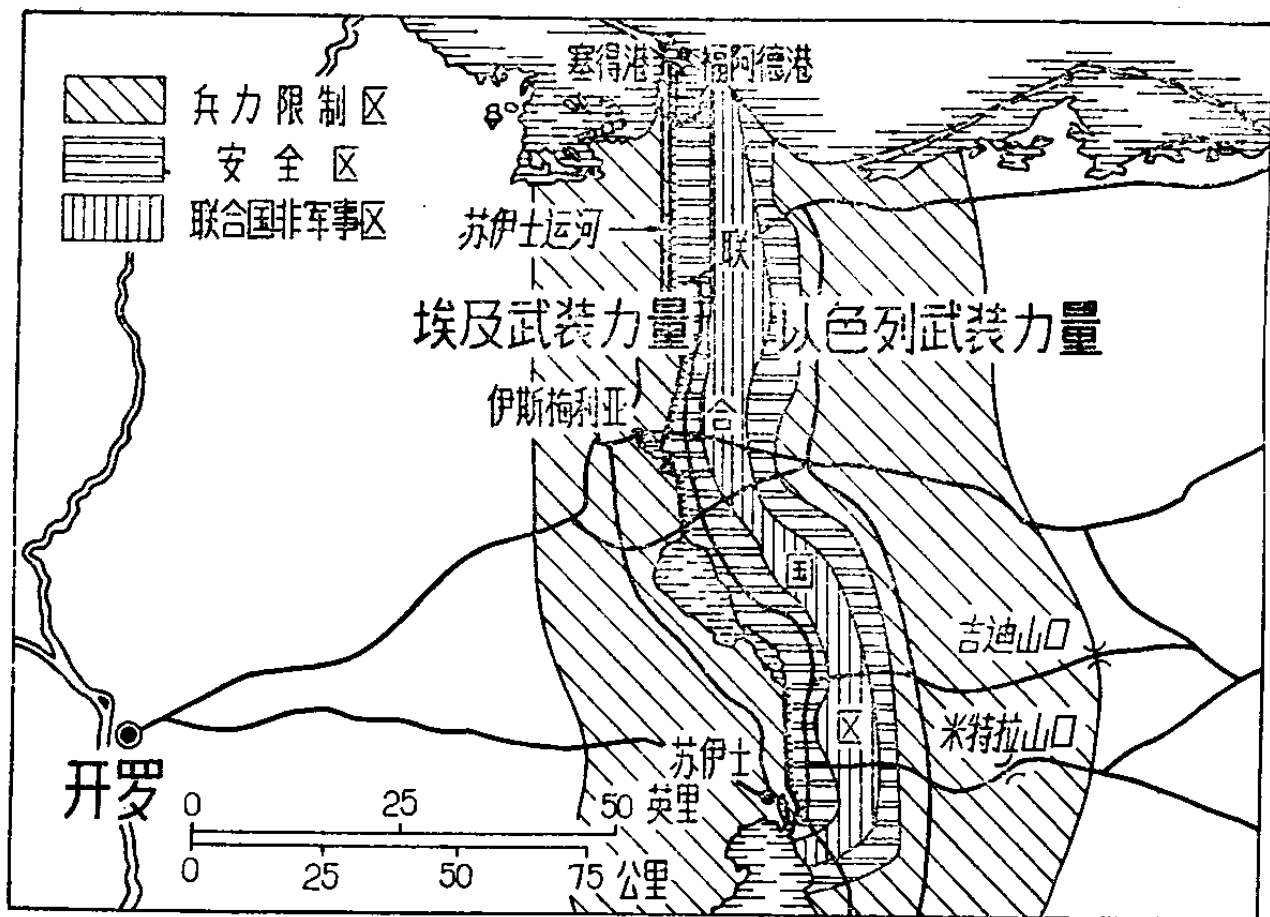 塞得港 福阿德港
兵力限制区
安全区
联合国非军事区
苏伊士运河
联
埃及武装力量 以色列武装力量
伊斯梅利亚
合
国
吉迪山口
区
米特拉山口
开罗
苏伊士
0 25 50 英里
0 25 50 75 公里